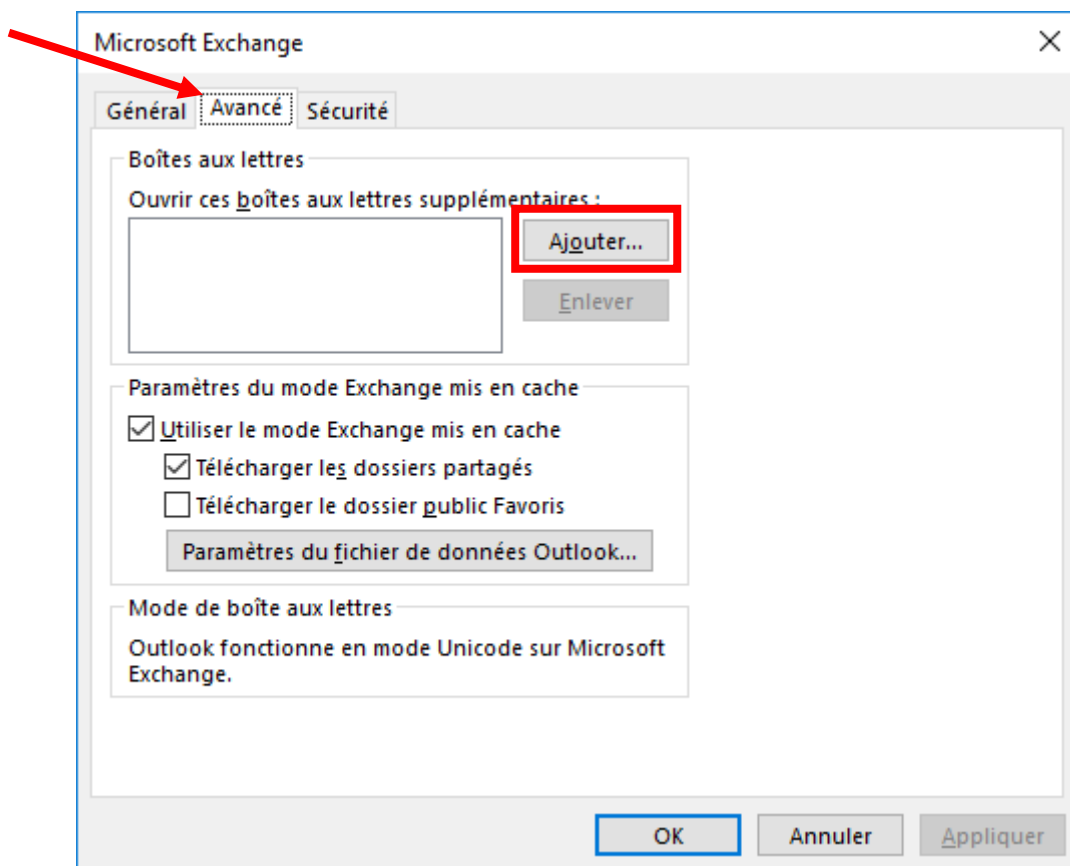 Microsoft Exchange
Général Avancé Sécurité
Boîtes aux lettres
Ouvrir ces boîtes aux lettres supplémentaires :
Ajouter...
Enlever
Paramètres du mode Exchange mis en cache
Utiliser le mode Exchange mis en cache
Télécharger les dossiers partagés
Télécharger le dossier public Favoris
Paramètres du fichier de données Outlook...
Mode de boîte aux lettres
Outlook fonctionne en mode Unicode sur Microsoft
Exchange.
OK Annuler Appliquer